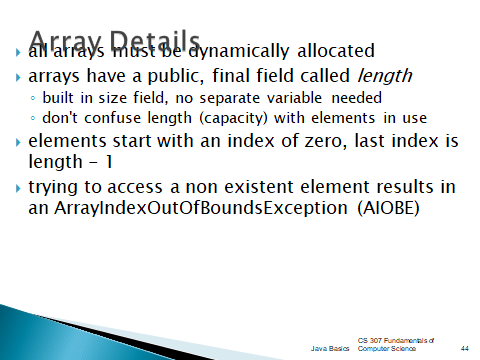 Array Details
all arrays must be dynamically allocated
arrays have a public, final field called length
built in size field, no separate variable needed
don't confuse length (capacity) with elements in use
elements start with an index of zero, last index is
length - 1
trying to access a non existent element results in
an ArrayIndexOutOfBoundsException (AIOBE)
CS 307 Fundamentals of
Java Basics Computer Science 44